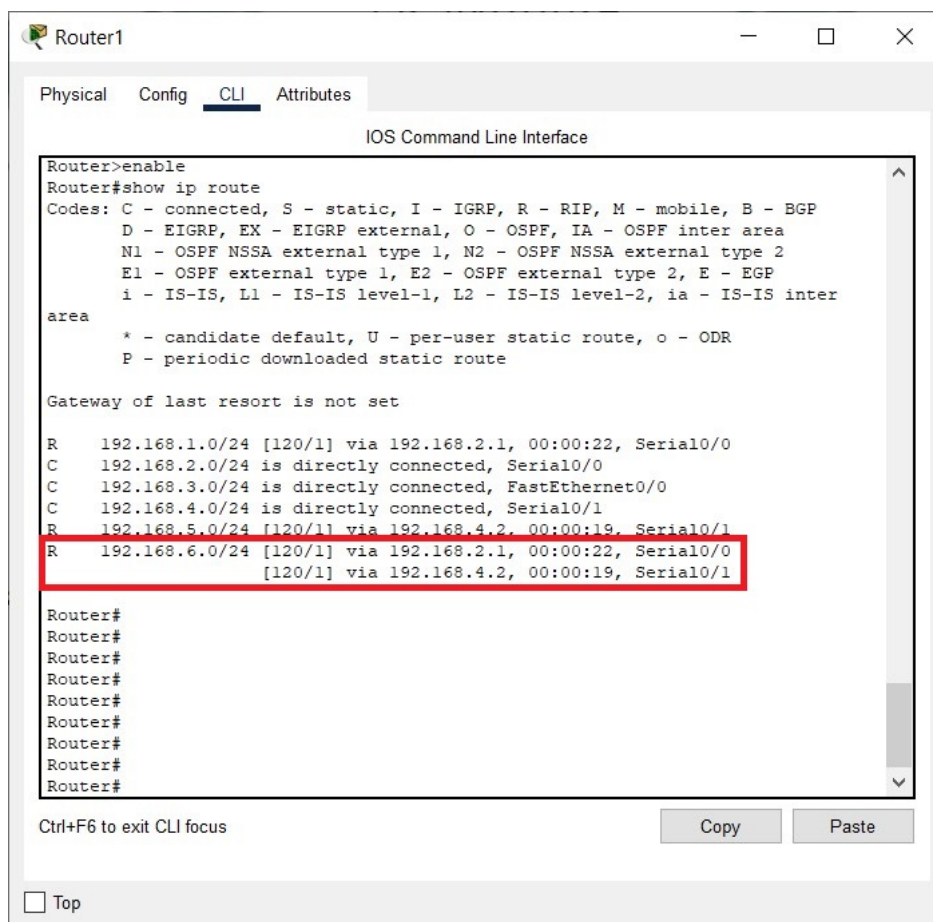 Router1
Physical Config CLI Attributes
IOS Command Line Interface
Router>enable
Router#show ip route
Codes: C - connected, S - static, I - IGRP, R - RIP, M - mobile, B - BGP
D - EIGRP, EX - EIGRP external, O - OSPF, IA - OSPF inter area
N1 - OSPF NSSA external type 1, N2 - OSPF NSSA external type 2
E1 - OSPF external type 1, E2 - OSPF external type 2, E - EGP
i - IS-IS, L1 - IS-IS level-1, L2 - IS-IS level-2, ia - IS-IS inter
area
* - candidate default, U - per-user static route, o - ODR
P - periodic downloaded static route
Gateway of last resort is not set
R 192.168.1.0/24 [120/1] via 192.168.2.1, 00:00:22, Serial0/0
C 192.168.2.0/24 is directly connected, Serial0/0
C 192.168.3.0/24 is directly connected, FastEthernet0/0
C 192.168.4.0/24 is directly connected, Serial0/1
R 192.168.5.0/24 [120/1] via 192.168.4.2, 00:00:19, Serial0/1
R 192.168.6.0/24 [120/1] via 192.168.2.1, 00:00:22, Serial0/0
[120/1] via 192.168.4.2, 00:00:19, Serial0/1
Router#
Router#
Router#
Router#
Router#
Router#
Router#
Router#
Router#
Ctrl+F6 to exit CLI focus
Copy Paste
Top